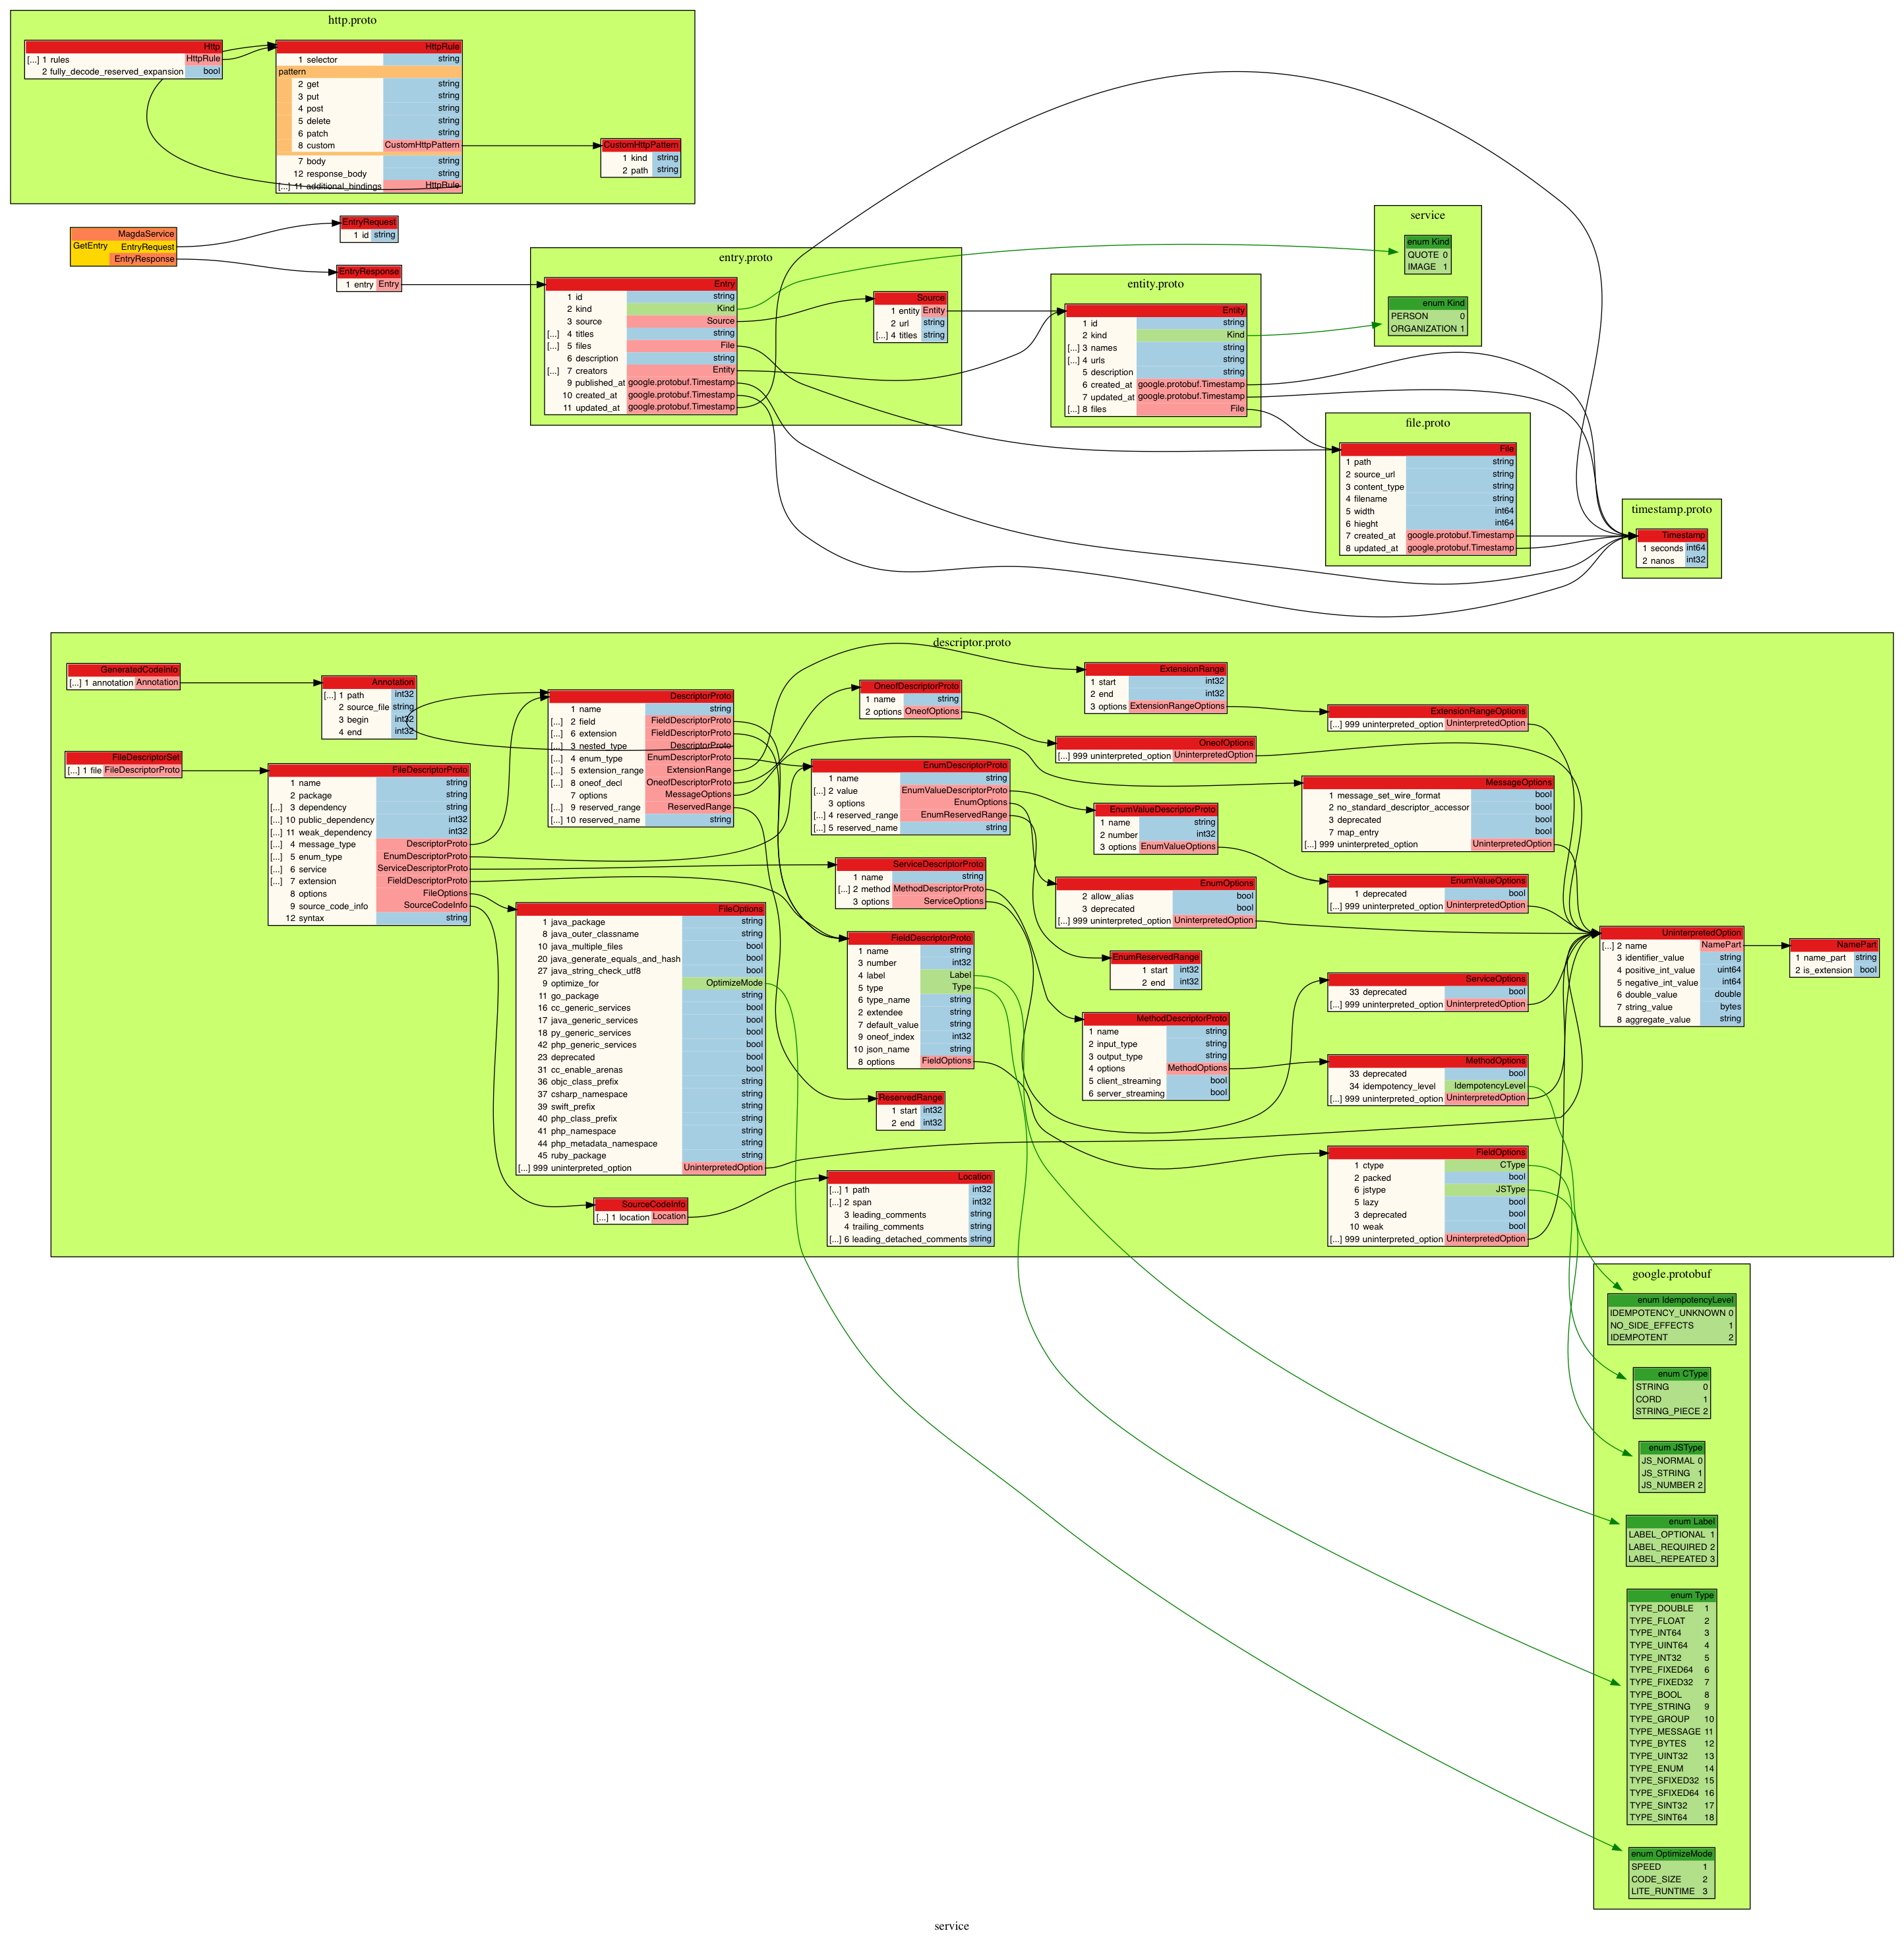 http.proto
Http
[...] 1 rules HttpRule
2 fully_decode_reserved_expansion bool
HttpRule
1 selector string
pattern
2 get string
3 put string
4 post string
5 delete string
6 patch string
8 custom CustomHttpPattern
7 body string
12 response_body string
[...] 11 additional_bindings HttpRule
CustomHttpPattern
1 kind string
2 path string
MagdaService
GetEntry EntryRequest
EntryResponse
EntryRequest
1 id string
EntryResponse
1 entry Entry
entry.proto
Entry
1 id string
2 kind Kind
3 source Source
[...] 4 titles string
[...] 5 files File
6 description string
[...] 7 creators Entity
9 published_at google.protobuf.Timestamp
10 created_at google.protobuf.Timestamp
11 updated_at google.protobuf.Timestamp
Source
1 entity Entity
2 url string
[...] 4 titles string
entity.proto
Entity
1 id string
2 kind Kind
[...] 3 names string
[...] 4 urls string
5 description string
6 created_at google.protobuf.Timestamp
7 updated_at google.protobuf.Timestamp
[...] 8 files File
service
enum Kind
QUOTE 0
IMAGE 1
enum Kind
PERSON 0
ORGANIZATION 1
file.proto
File
1 path string
2 source_url string
3 content_type string
4 filename string
5 width int64
6 hieght int64
7 created_at google.protobuf.Timestamp
8 updated_at google.protobuf.Timestamp
timestamp.proto
Timestamp
1 seconds int64
2 nanos int32
descriptor.proto
GeneratedCodeInfo
[...] 1 annotation Annotation
Annotation
[...] 1 path int32
2 source_file string
3 begin int32
4 end int32
FileDescriptorSet
[...] 1 file FileDescriptorProto
FileDescriptorProto
1 name string
2 package string
[...] 3 dependency string
[...] 10 public_dependency int32
[...] 11 weak_dependency int32
[...] 4 message_type DescriptorProto
[...] 5 enum_type EnumDescriptorProto
[...] 6 service ServiceDescriptorProto
[...] 7 extension FieldDescriptorProto
8 options FileOptions
9 source_code_info SourceCodeInfo
12 syntax string
DescriptorProto
1 name string
[...] 2 field FieldDescriptorProto
[...] 6 extension FieldDescriptorProto
[...] 3 nested_type DescriptorProto
[...] 4 enum_type EnumDescriptorProto
[...] 5 extension_range ExtensionRange
[...] 8 oneof_decl OneofDescriptorProto
7 options MessageOptions
[...] 9 reserved_range ReservedRange
[...] 10 reserved_name string
FileOptions
1 java_package string
8 java_outer_classname string
10 java_multiple_files bool
20 java_generate_equals_and_hash bool
27 java_string_check_utf8 bool
9 optimize_for OptimizeMode
11 go_package string
16 cc_generic_services bool
17 java_generic_services bool
18 py_generic_services bool
42 php_generic_services bool
23 deprecated bool
31 cc_enable_arenas bool
36 objc_class_prefix string
37 csharp_namespace string
39 swift_prefix string
40 php_class_prefix string
41 php_namespace string
44 php_metadata_namespace string
45 ruby_package string
[...] 999 uninterpreted_option UninterpretedOption
SourceCodeInfo
[...] 1 location Location
OneofDescriptorProto
1 name string
2 options OneofOptions
EnumDescriptorProto
1 name string
[...] 2 value EnumValueDescriptorProto
3 options EnumOptions
[...] 4 reserved_range EnumReservedRange
[...] 5 reserved_name string
ServiceDescriptorProto
1 name string
[...] 2 method MethodDescriptorProto
3 options ServiceOptions
FieldDescriptorProto
1 name string
3 number int32
4 label Label
5 type Type
6 type_name string
2 extendee string
7 default_value string
9 oneof_index int32
10 json_name string
8 options FieldOptions
ReservedRange
1 start int32
2 end int32
Location
[...] 1 path int32
[...] 2 span int32
3 leading_comments string
4 trailing_comments string
[...] 6 leading_detached_comments string
ExtensionRange
1 start int32
2 end int32
3 options ExtensionRangeOptions
OneofOptions
[...] 999 uninterpreted_option UninterpretedOption
EnumValueDescriptorProto
1 name string
2 number int32
3 options EnumValueOptions
EnumOptions
2 allow_alias bool
3 deprecated bool
[...] 999 uninterpreted_option UninterpretedOption
EnumReservedRange
1 start int32
2 end int32
MethodDescriptorProto
1 name string
2 input_type string
3 output_type string
4 options MethodOptions
5 client_streaming bool
6 server_streaming bool
ExtensionRangeOptions
[...] 999 uninterpreted_option UninterpretedOption
MessageOptions
1 message_set_wire_format bool
2 no_standard_descriptor_accessor bool
3 deprecated bool
7 map_entry bool
[...] 999 uninterpreted_option UninterpretedOption
EnumValueOptions
1 deprecated bool
[...] 999 uninterpreted_option UninterpretedOption
ServiceOptions
33 deprecated bool
[...] 999 uninterpreted_option UninterpretedOption
MethodOptions
33 deprecated bool
34 idempotency_level IdempotencyLevel
[...] 999 uninterpreted_option UninterpretedOption
FieldOptions
1 ctype CType
2 packed bool
6 jstype JSType
5 lazy bool
3 deprecated bool
10 weak bool
[...] 999 uninterpreted_option UninterpretedOption
UninterpretedOption
[...] 2 name NamePart
3 identifier_value string
4 positive_int_value uint64
5 negative_int_value int64
6 double_value double
7 string_value bytes
8 aggregate_value string
NamePart
1 name_part string
2 is_extension bool
google.protobuf
enum IdempotencyLevel
IDEMPOTENCY_UNKNOWN 0
NO_SIDE_EFFECTS 1
IDEMPOTENT 2
enum CType
STRING 0
CORD 1
STRING_PIECE 2
enum JSType
JS_NORMAL 0
JS_STRING 1
JS_NUMBER 2
enum Label
LABEL_OPTIONAL 1
LABEL_REQUIRED 2
LABEL_REPEATED 3
enum Type
TYPE_DOUBLE 1
TYPE_FLOAT 2
TYPE_INT64 3
TYPE_UINT64 4
TYPE_INT32 5
TYPE_FIXED64 6
TYPE_FIXED32 7
TYPE_BOOL 8
TYPE_STRING 9
TYPE_GROUP 10
TYPE_MESSAGE 11
TYPE_BYTES 12
TYPE_UINT32 13
TYPE_ENUM 14
TYPE_SFIXED32 15
TYPE_SFIXED64 16
TYPE_SINT32 17
TYPE_SINT64 18
enum OptimizeMode
SPEED 1
CODE_SIZE 2
LITE_RUNTIME 3
service